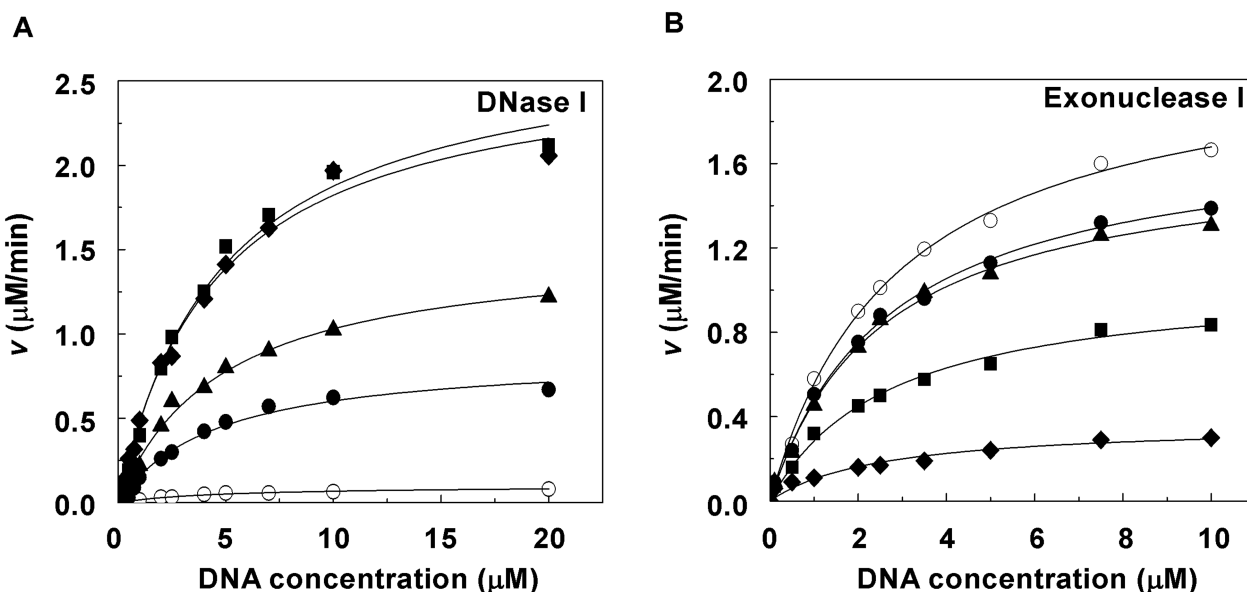 A
DNase I
2.5
2.0
1.5
1.0
0.5
0.0
v (μM/min)
0 5 10 15 20
DNA concentration (μM)
B
Exonuclease I
2.0
1.6
1.2
0.8
0.4
0.0
v (μM/min)
0 2 4 6 8 10
DNA concentration (μM)